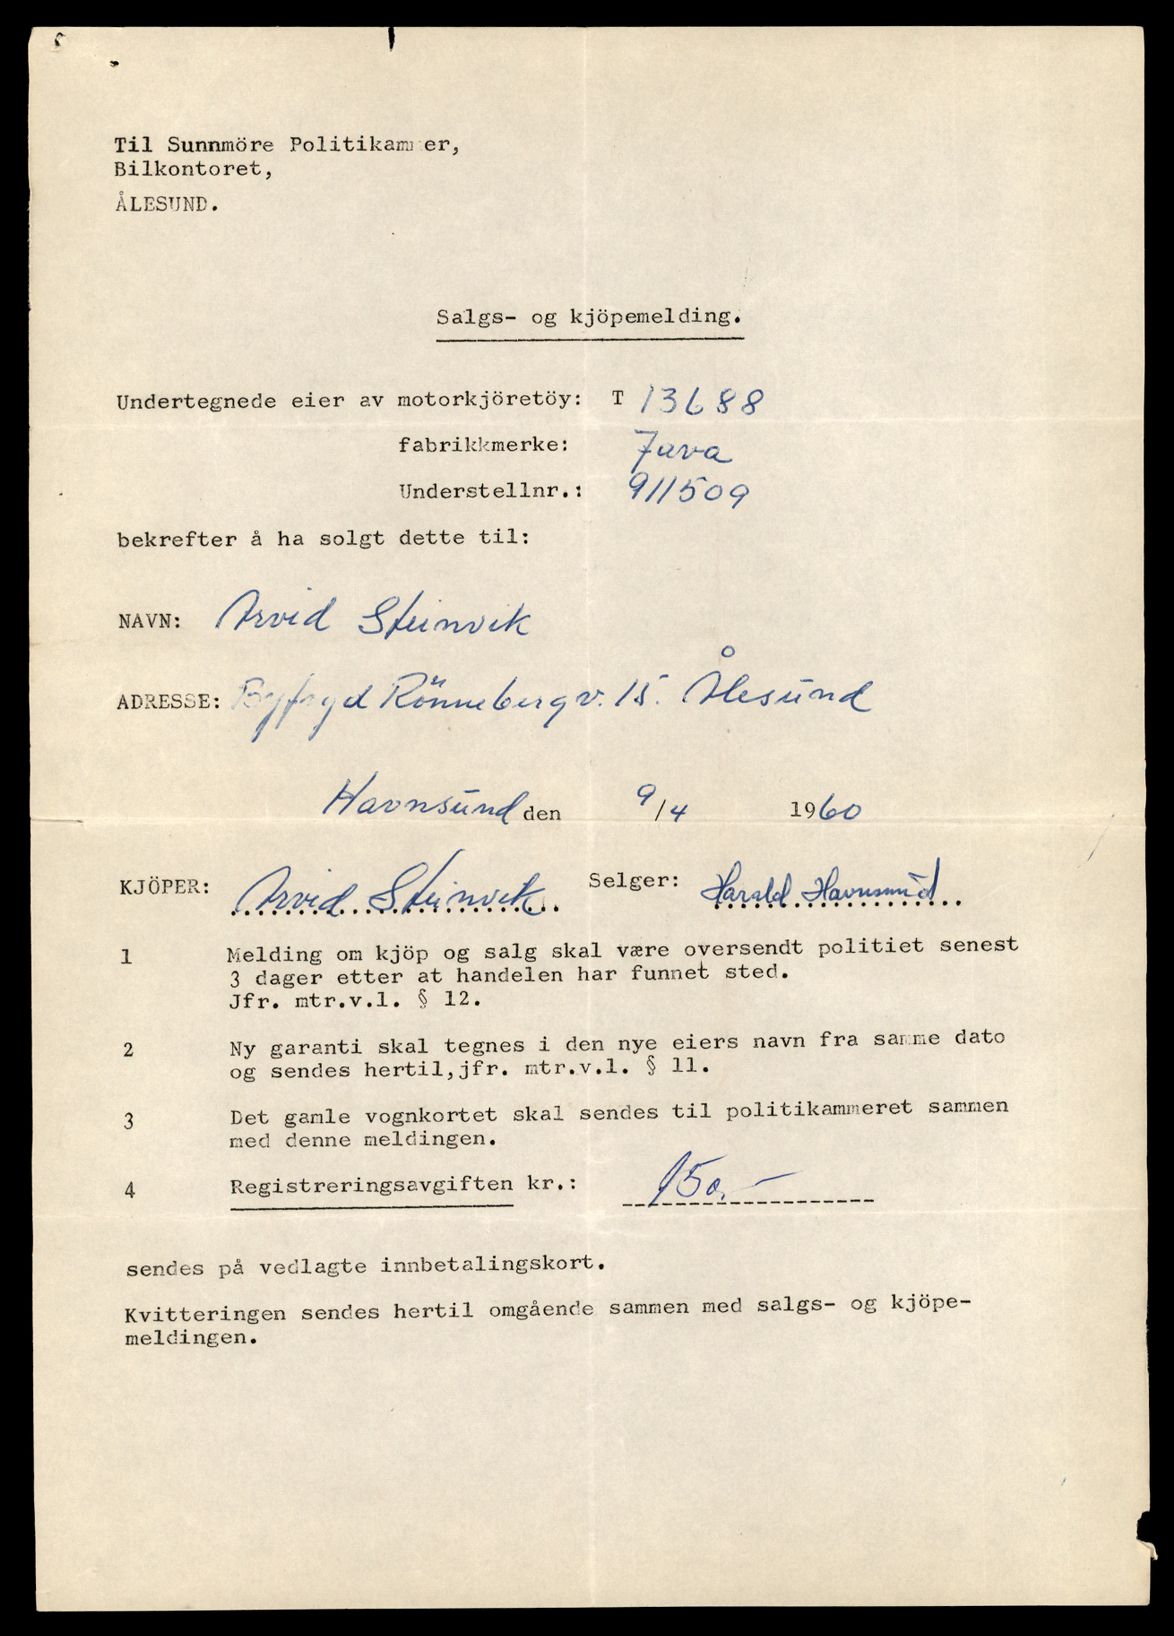 Til Sunnmöre Politikammer,
Bilkontoret,
ÅLESUND.
Salgs- og kjöpemelding.
Undertegnede eier av motorkjöretöy: T 13688
fabrikkmerke: Java
Understellnr.: 911509
bekrefter å ha solgt dette til:
NAVN: Arvid Steinvik
ADRESSE: Rönnebergv. 15. Ålesund
Havnsund den 9/4 1960
KJÖPER: Arvid Steinvik Selger: Harald Havnsund
1 Melding om kjöp og salg skal være oversendt politiet senest
3 dager etter at handelen har funnet sted.
Jfr. mtr.v.l. § 12.
2 Ny garanti skal tegnes i den nye eiers navn fra samme dato
og sendes hertil,jfr. mtr.v.l. § 11.
3 Det gamle vognkortet skal sendes til politikammeret sammen
med denne meldingen.
4 Registreringsavgiften kr.: 150.-
sendes på vedlagte innbetalingskort.
Kvitteringen sendes hertil omgående sammen med salgs- og kjöpe-
meldingen.